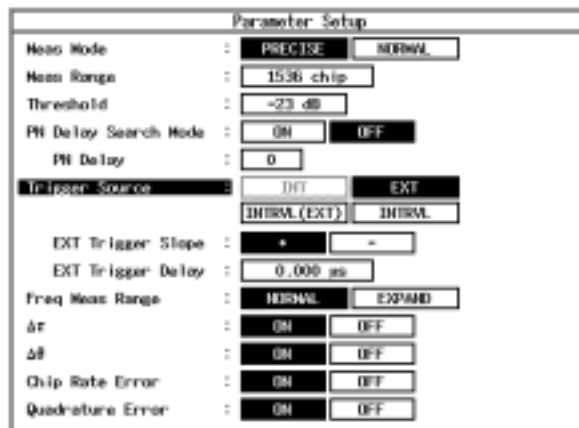 Parameter Setup
Meas Mode : PRECISE NORMAL
Meas Range : 1536 chip
Threshold : -23 dB
PN Delay Search Mode : ON OFF
PN Delay : 0
Trigger Source : INT EXT
INTRVL(EXT) INTRVL
EXT Trigger Slope : + -
EXT Trigger Delay : 0.000 μs
Freq Meas Range : NORMAL EXPAND
Δτ : ON OFF
Δθ : ON OFF
Chip Rate Error : ON OFF
Quadrature Error : ON OFF